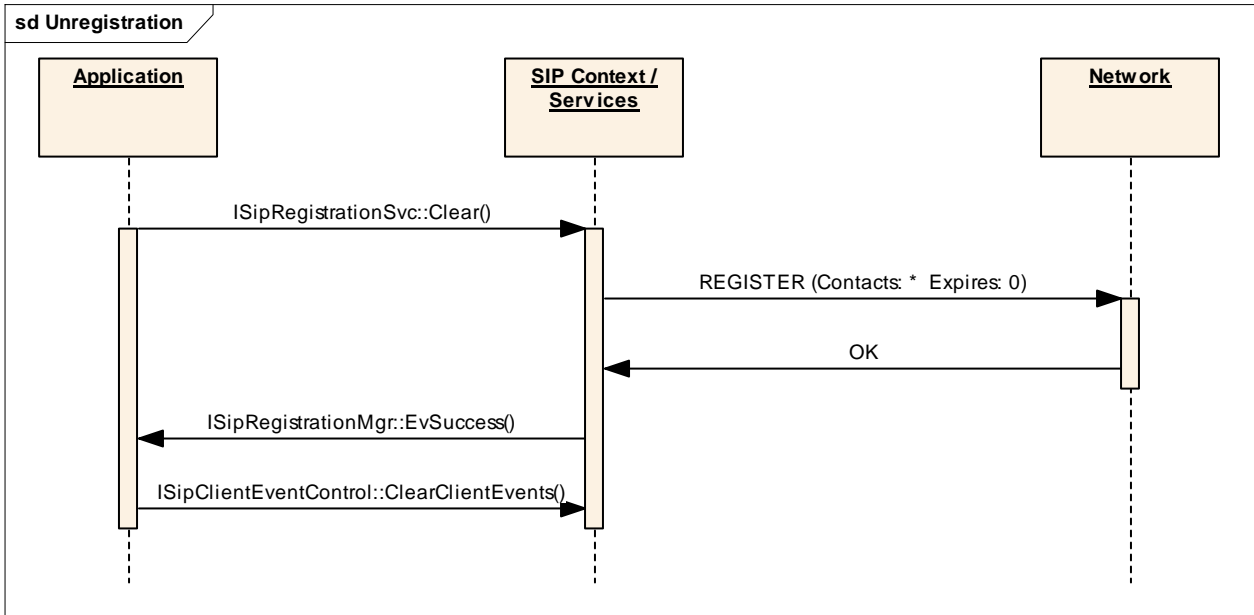 sd Unregistration
Application
SIP Context /
Services
Network
ISipRegistrationSvc::Clear()
REGISTER (Contacts: * Expires: 0)
OK
ISipRegistrationMgr::EvSuccess()
ISipClientEventControl::ClearClientEvents()